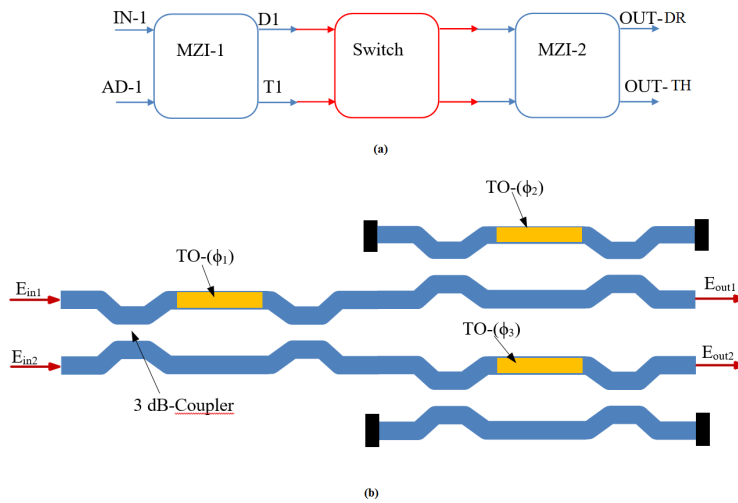 IN-1 D1 OUT-DR
MZI-1 Switch MZI-2
AD-1 T1 OUT-TH
(a)
TO-(ϕ2)
TO-(ϕ1)
Ein1 Eout1
TO-(ϕ3)
Ein2 Eout2
3 dB-Coupler
(b)